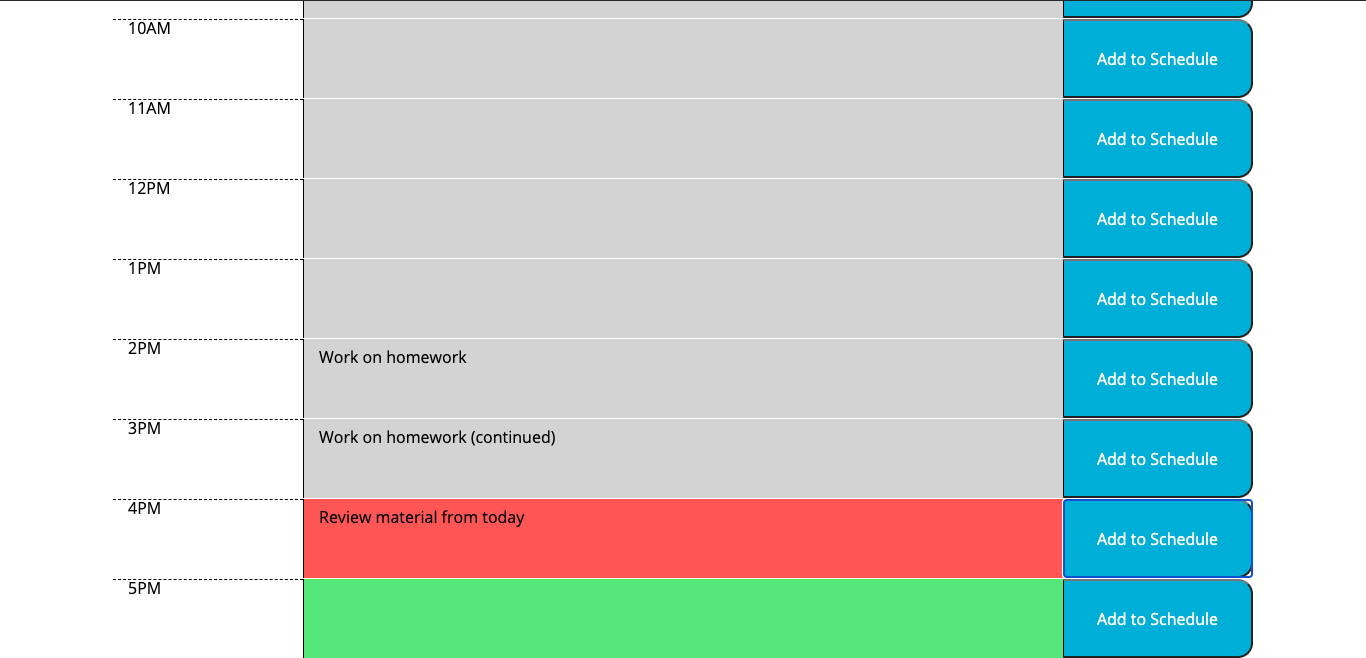 10AM
Add to Schedule
11AM
Add to Schedule
12PM
Add to Schedule
1PM
Add to Schedule
2PM
Work on homework
Add to Schedule
3PM
Work on homework (continued)
Add to Schedule
4PM
Review material from today
Add to Schedule
5PM
Add to Schedule